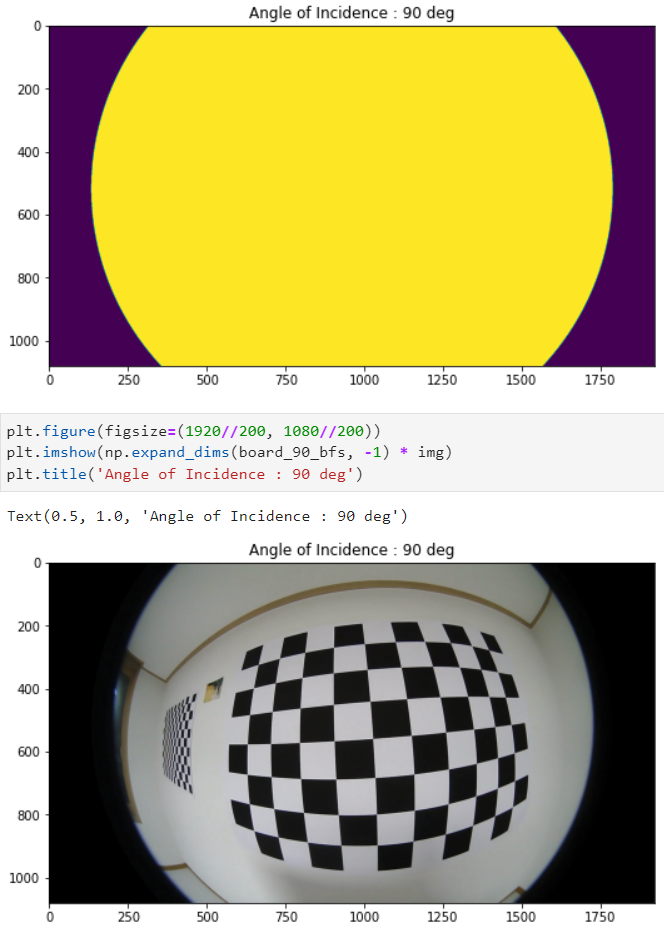 Angle of Incidence : 90 deg
0
200
400
600
800
1000
0 250 500 750 1000 1250 1500 1750
plt.figure(figsize=(1920//200, 1080//200))
plt.imshow(np.expand_dims(board_90_bfs, -1) * img)
plt.title('Angle of Incidence : 90 deg')
Text(0.5, 1.0, 'Angle of Incidence : 90 deg')
Angle of Incidence : 90 deg
0
200
400
600
800
1000
0 250 500 750 1000 1250 1500 1750